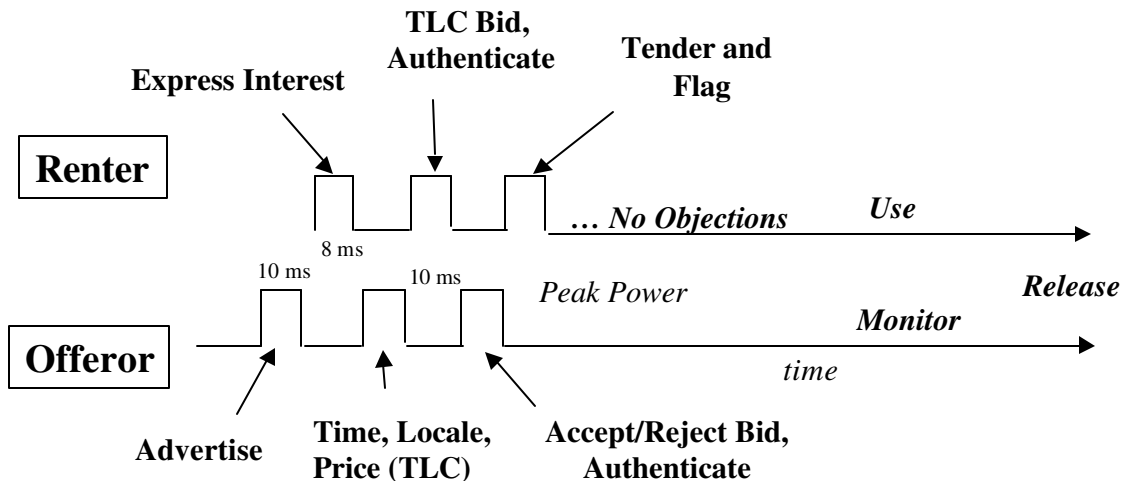 TLC Bid,
Authenticate
Tender and
Flag
Express Interest
Renter
… No Objections
Use
8 ms
10 ms
10 ms
Peak Power
Release
Monitor
Offeror
time
Advertise
Time, Locale,
Price (TLC)
Accept/Reject Bid,
Authenticate